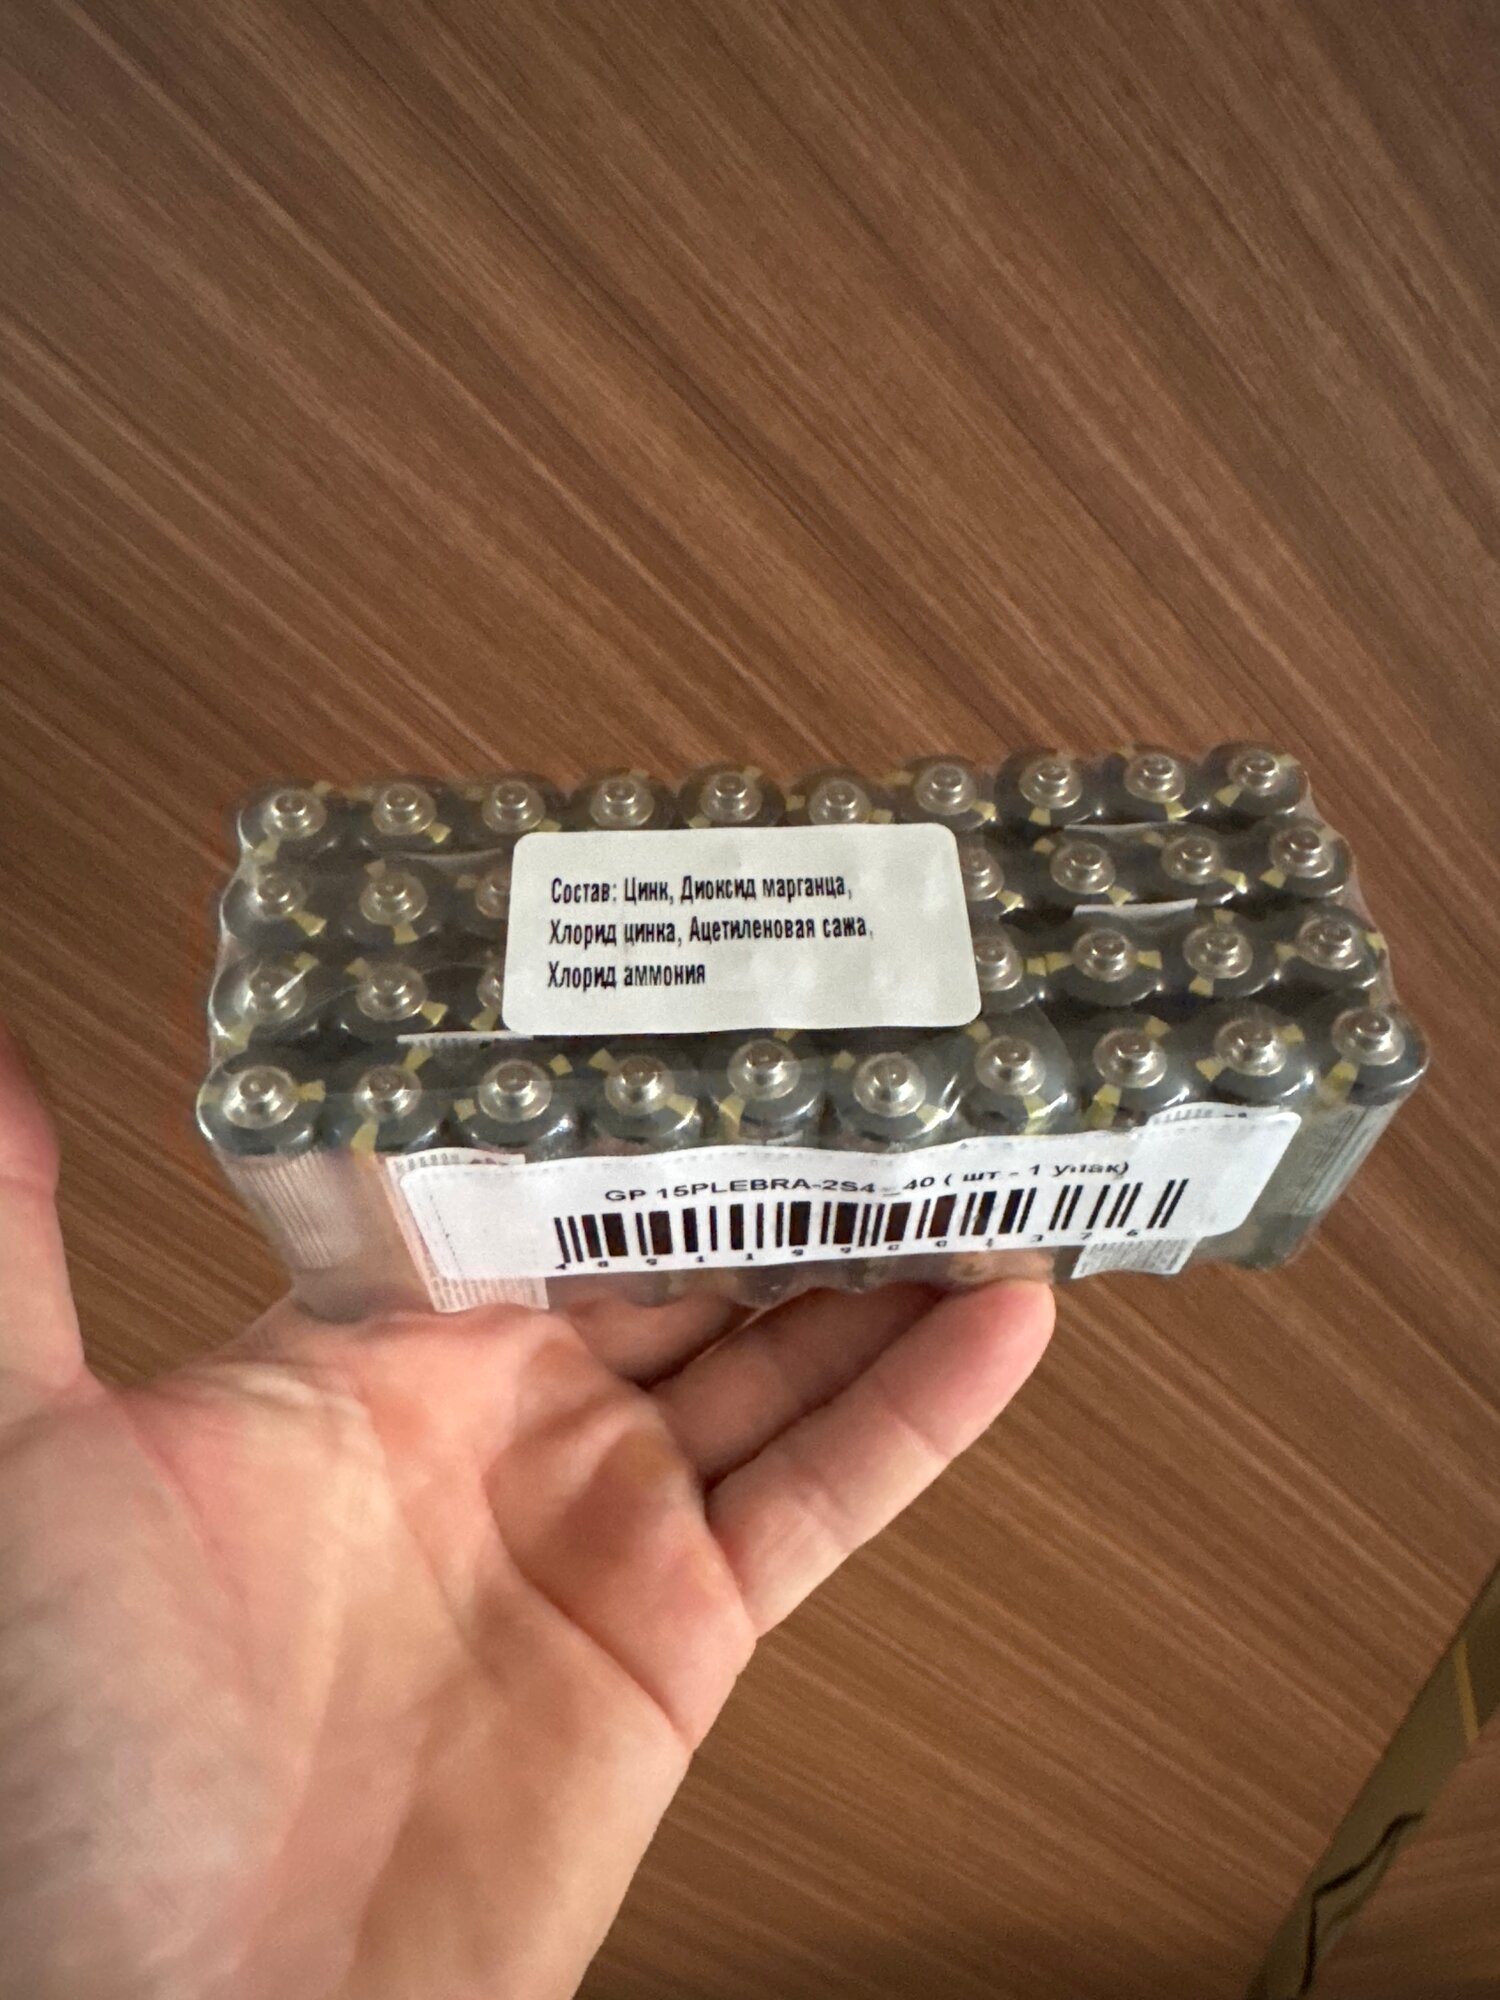 Состав: Цинк, Диоксид марганца,
Хлорид цинка, Ацетиленовая сажа,
Хлорид аммония
GP 15PLEBRA-2S4 _ 40 ( шт - 1 упак)